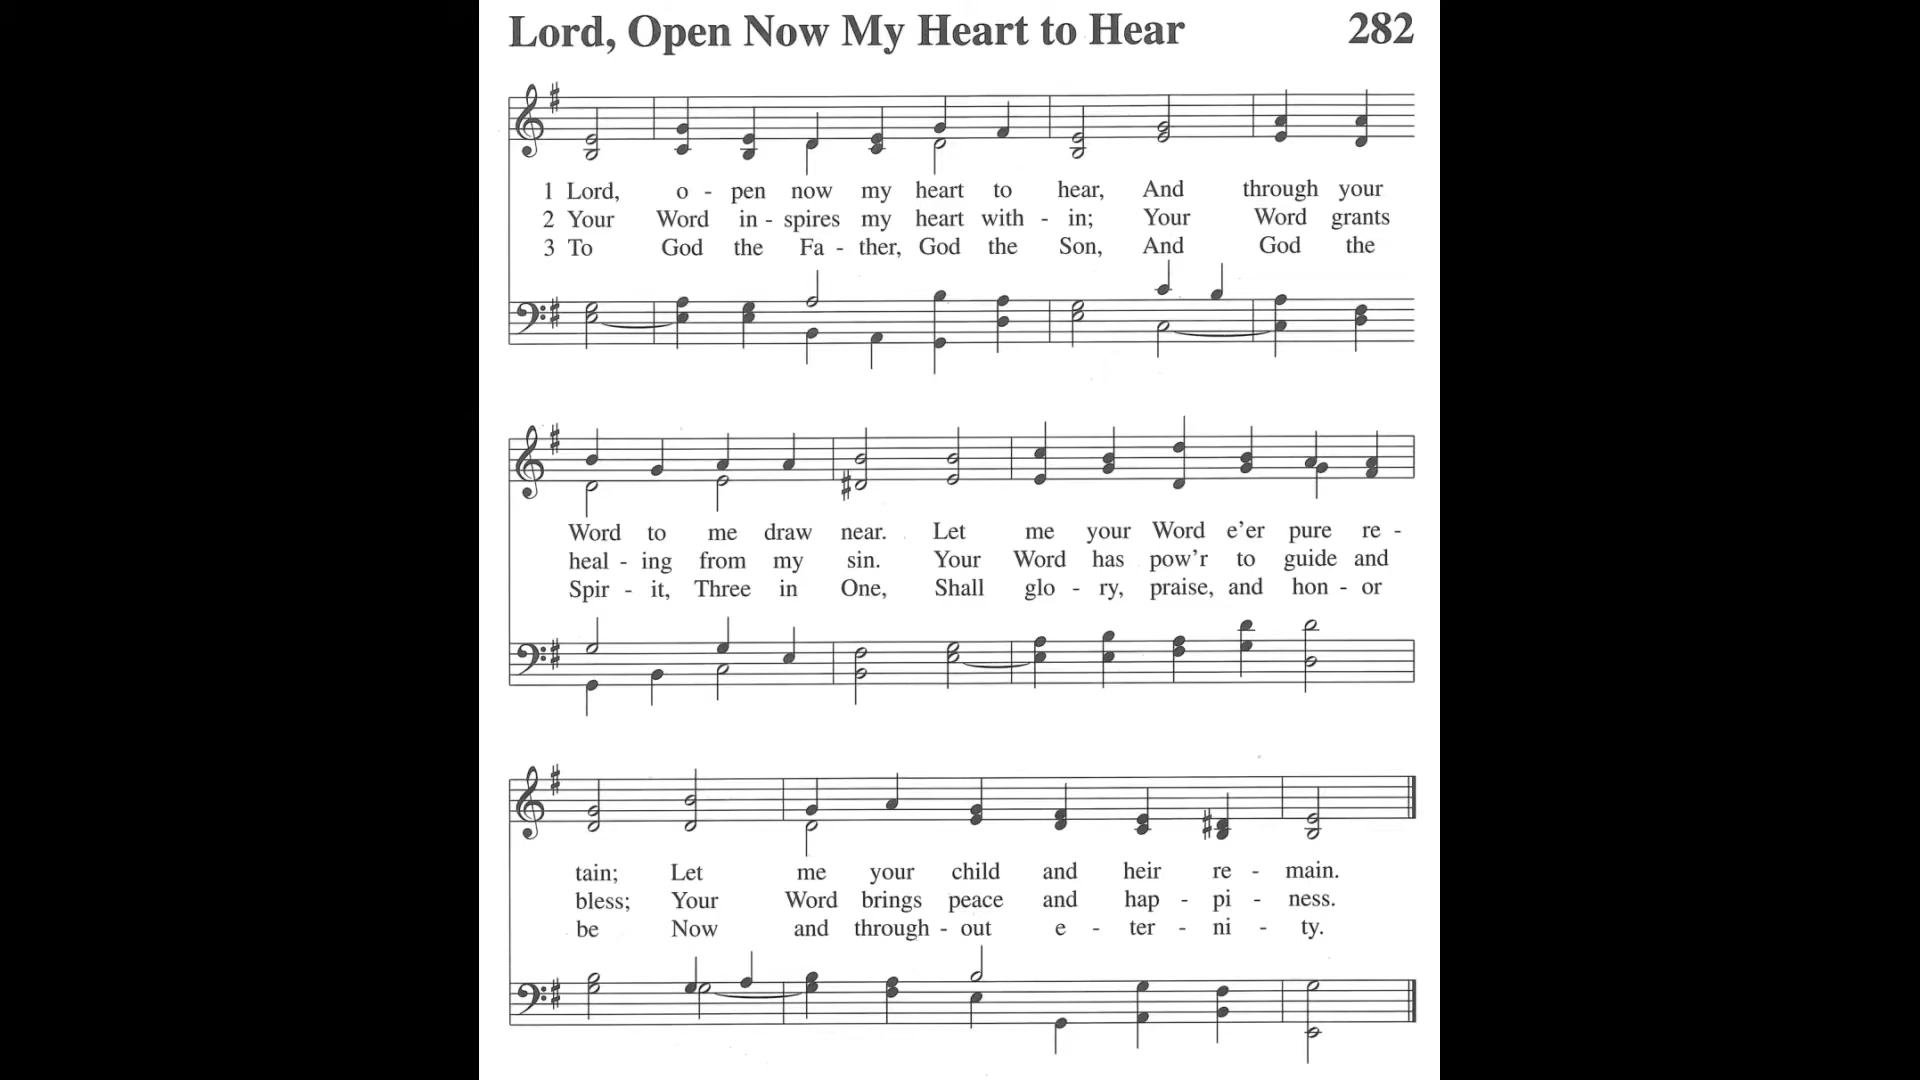 Lord, Open Now My Heart to Hear 282
1 Lord, o - pen now my heart to hear, And through your
2 Your Word in - spires my heart with - in; Your Word grants
3 To God the Fa - ther, God the Son, And God the
Word to me draw near. Let me your Word e'er pure re -
heal - ing from my sin. Your Word has pow'r to guide and
Spir - it, Three in One, Shall glo - ry, praise, and hon - or
tain; Let me your child and heir re - main.
bless; Your Word brings peace and hap - pi - ness.
be Now and through - out e - ter - ni - ty.